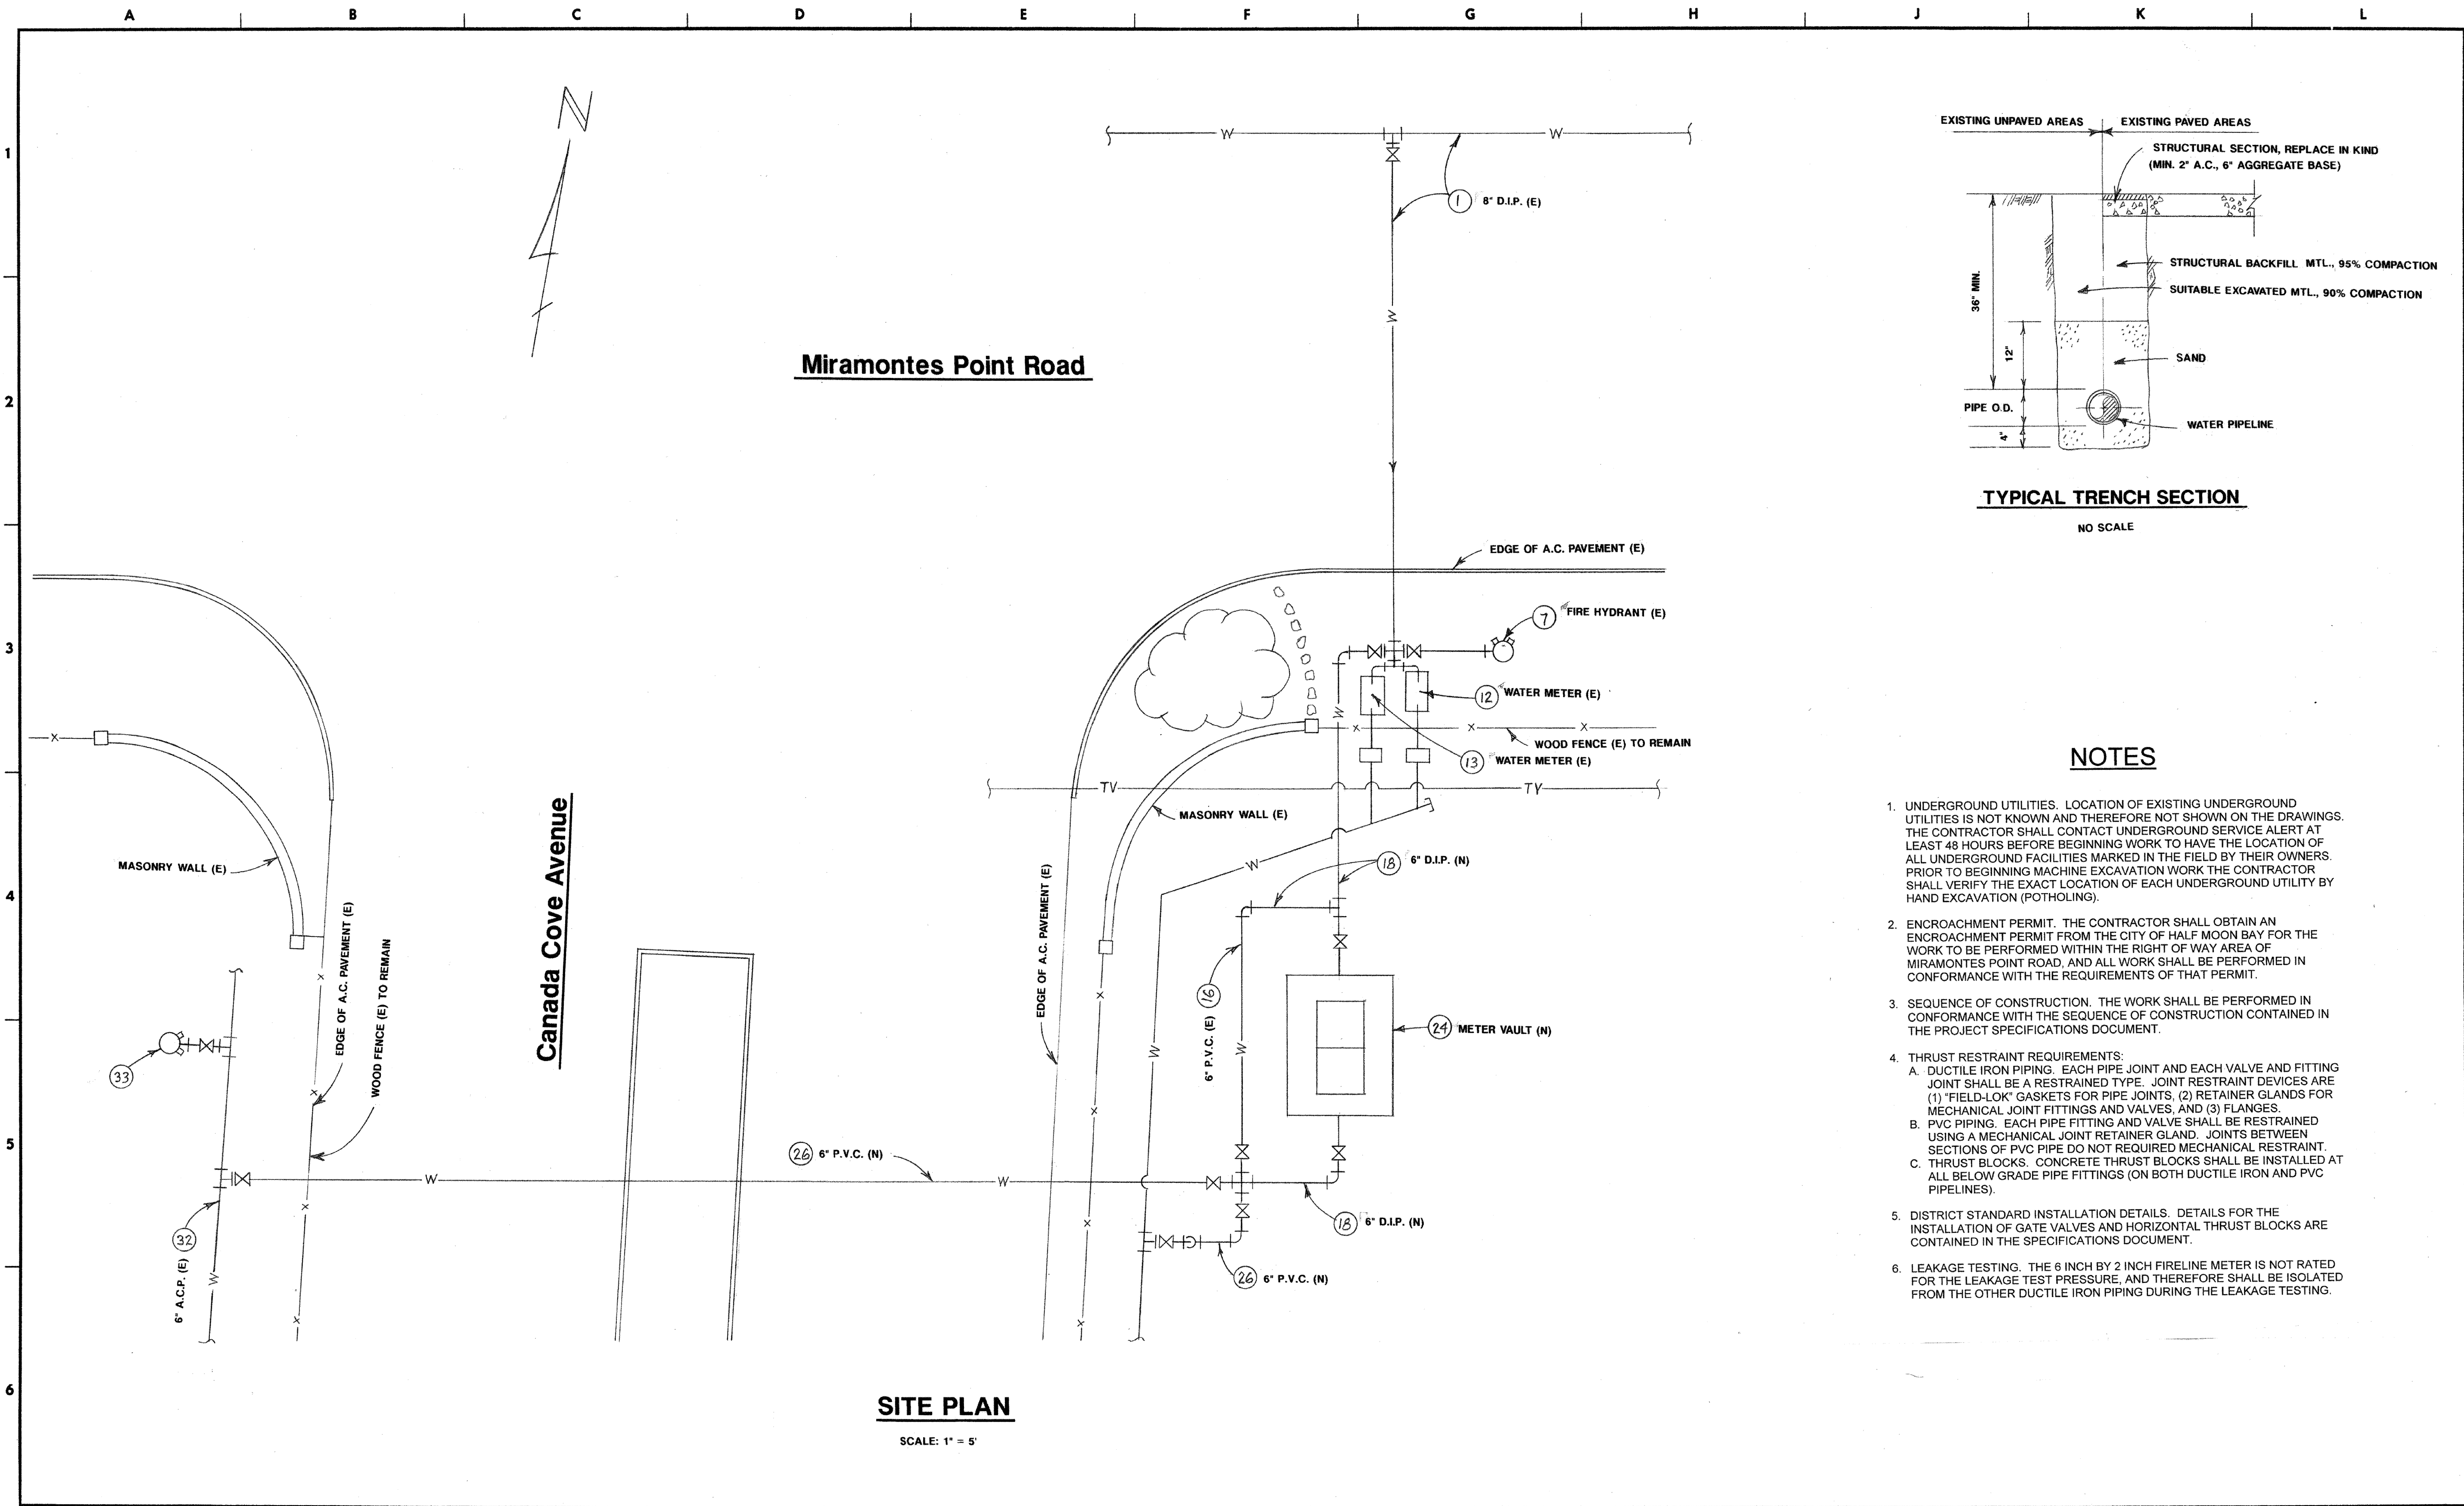 A B C D E F G H J K L
1
2
3
4
5
6
N
W W
1 8" D.I.P. (E)
W
Miramontes Point Road
EDGE OF A.C. PAVEMENT (E)
7 FIRE HYDRANT (E)
12 WATER METER (E)
W
X X X X
WOOD FENCE (E) TO REMAIN
13 WATER METER (E)
TV TV
MASONRY WALL (E)
MASONRY WALL (E)
Canada Cove Avenue
W
18 6" D.I.P. (N)
EDGE OF A.C. PAVEMENT (E)
EDGE OF A.C. PAVEMENT (E)
WOOD FENCE (E) TO REMAIN
X X X X
X X X X
16
6" P.V.C. (E)
W W
24 METER VAULT (N)
33
26 6" P.V.C. (N)
W W
18 6" D.I.P. (N)
32
6" A.C.P. (E)
W
26 6" P.V.C. (N)
SITE PLAN
SCALE: 1" = 5'
EXISTING UNPAVED AREAS EXISTING PAVED AREAS
STRUCTURAL SECTION, REPLACE IN KIND
(MIN. 2" A.C., 6" AGGREGATE BASE)
STRUCTURAL BACKFILL MTL., 95% COMPACTION
SUITABLE EXCAVATED MTL., 90% COMPACTION
36" MIN.
12"
SAND
PIPE O.D.
4"
WATER PIPELINE
TYPICAL TRENCH SECTION
NO SCALE
NOTES
1. UNDERGROUND UTILITIES. LOCATION OF EXISTING UNDERGROUND
UTILITIES IS NOT KNOWN AND THEREFORE NOT SHOWN ON THE DRAWINGS.
THE CONTRACTOR SHALL CONTACT UNDERGROUND SERVICE ALERT AT
LEAST 48 HOURS BEFORE BEGINNING WORK TO HAVE THE LOCATION OF
ALL UNDERGROUND FACILITIES MARKED IN THE FIELD BY THEIR OWNERS.
PRIOR TO BEGINNING MACHINE EXCAVATION WORK THE CONTRACTOR
SHALL VERIFY THE EXACT LOCATION OF EACH UNDERGROUND UTILITY BY
HAND EXCAVATION (POTHOLING).
2. ENCROACHMENT PERMIT. THE CONTRACTOR SHALL OBTAIN AN
ENCROACHMENT PERMIT FROM THE CITY OF HALF MOON BAY FOR THE
WORK TO BE PERFORMED WITHIN THE RIGHT OF WAY AREA OF
MIRAMONTES POINT ROAD, AND ALL WORK SHALL BE PERFORMED IN
CONFORMANCE WITH THE REQUIREMENTS OF THAT PERMIT.
3. SEQUENCE OF CONSTRUCTION. THE WORK SHALL BE PERFORMED IN
CONFORMANCE WITH THE SEQUENCE OF CONSTRUCTION CONTAINED IN
THE PROJECT SPECIFICATIONS DOCUMENT.
4. THRUST RESTRAINT REQUIREMENTS:
A. DUCTILE IRON PIPING. EACH PIPE JOINT AND EACH VALVE AND FITTING
JOINT SHALL BE A RESTRAINED TYPE. JOINT RESTRAINT DEVICES ARE
(1) "FIELD-LOK" GASKETS FOR PIPE JOINTS, (2) RETAINER GLANDS FOR
MECHANICAL JOINT FITTINGS AND VALVES, AND (3) FLANGES.
B. PVC PIPING. EACH PIPE FITTING AND VALVE SHALL BE RESTRAINED
USING A MECHANICAL JOINT RETAINER GLAND. JOINTS BETWEEN
SECTIONS OF PVC PIPE DO NOT REQUIRED MECHANICAL RESTRAINT.
C. THRUST BLOCKS. CONCRETE THRUST BLOCKS SHALL BE INSTALLED AT
ALL BELOW GRADE PIPE FITTINGS (ON BOTH DUCTILE IRON AND PVC
PIPELINES).
5. DISTRICT STANDARD INSTALLATION DETAILS. DETAILS FOR THE
INSTALLATION OF GATE VALVES AND HORIZONTAL THRUST BLOCKS ARE
CONTAINED IN THE SPECIFICATIONS DOCUMENT.
6. LEAKAGE TESTING. THE 6 INCH BY 2 INCH FIRELINE METER IS NOT RATED
FOR THE LEAKAGE TEST PRESSURE, AND THEREFORE SHALL BE ISOLATED
FROM THE OTHER DUCTILE IRON PIPING DURING THE LEAKAGE TESTING.